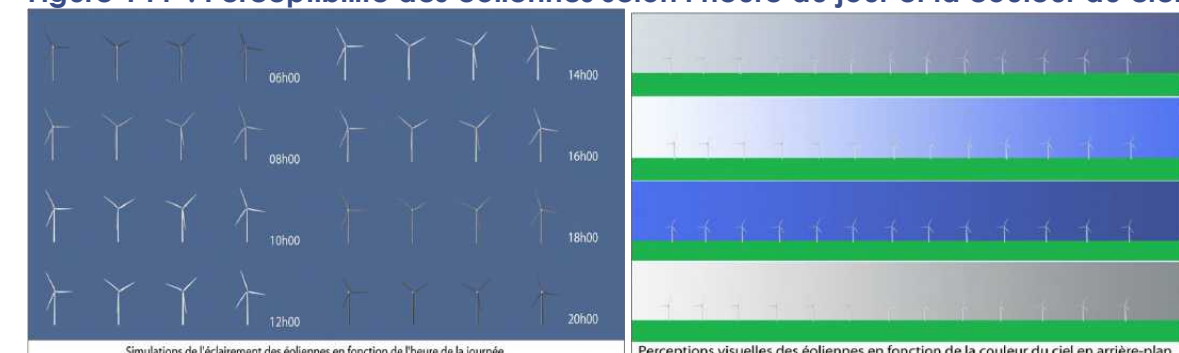 06h00
14h00
08h00
16h00
10h00
18h00
12h00
20h00
Simulations de l'éclairement des éoliennes en fonction de l'heure de la journée
Perceptions visuelles des éoliennes en fonction de la couleur du ciel en arrière-plan